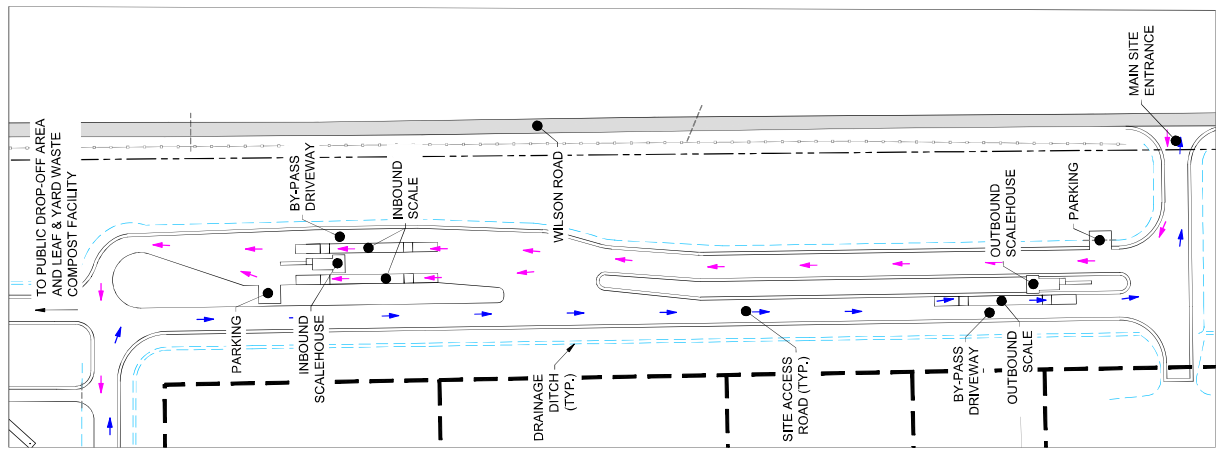 TO PUBLIC DROP-OFF AREA
AND LEAF & YARD WASTE
COMPOST FACILITY
PARKING
BY-PASS
DRIVEWAY
INBOUND
SCALEHOUSE
INBOUND
SCALE
WILSON ROAD
DRAINAGE
DITCH
(TYP.)
SITE ACCESS
ROAD (TYP.)
BY-PASS
DRIVEWAY
OUTBOUND
SCALEHOUSE
OUTBOUND
SCALE
PARKING
MAIN SITE
ENTRANCE